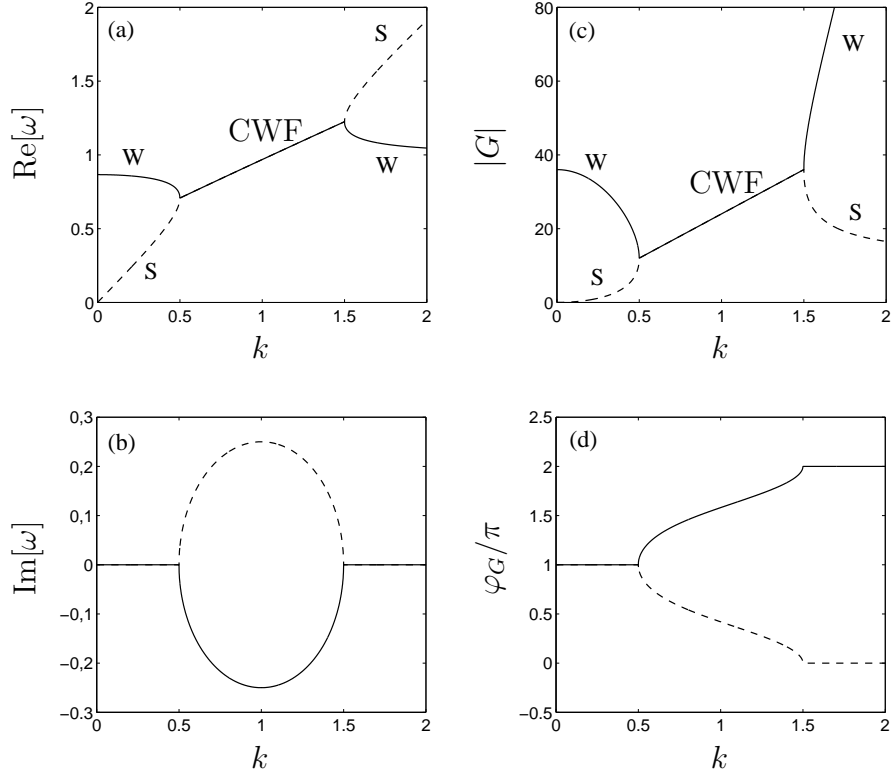 (a)
Re[ω]
2
1.5
1
0.5
0
W
S
CWF
S
W
0 0.5 1 1.5 2
k
(c)
|G|
80
60
40
20
0
W
S
CWF
W
S
0 0.5 1 1.5 2
k
(b)
Im[ω]
0,3
0,2
0,1
0
−0,1
−0,2
−0.3
0 0.5 1 1.5 2
k
(d)
φG/π
2.5
2
1.5
1
0.5
0
−0.5
0 0.5 1 1.5 2
k